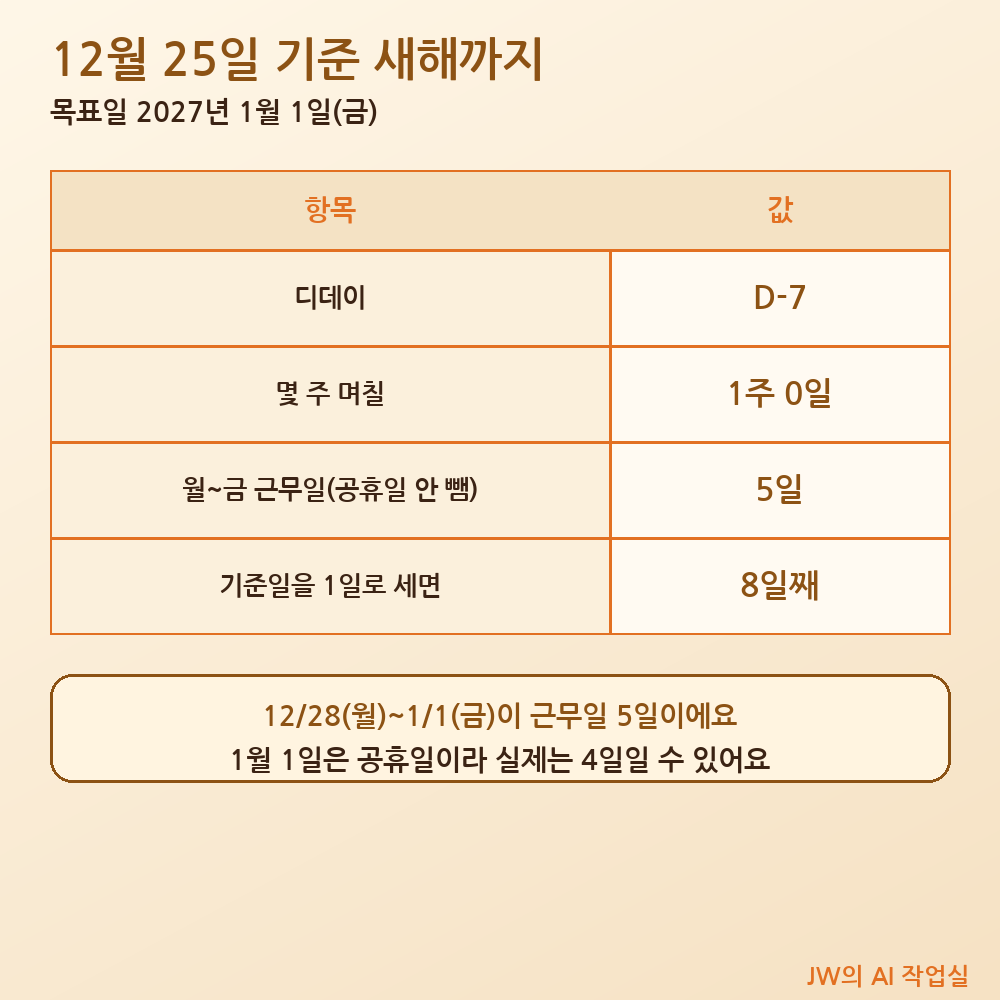 12월 25일 기준 새해까지
목표일 2027년 1월 1일(금)
항목 값
디데이 D-7
몇 주 며칠 1주 0일
월~금 근무일(공휴일 안 뺌) 5일
기준일을 1일로 세면 8일째
12/28(월)~1/1(금)이 근무일 5일이에요
1월 1일은 공휴일이라 실제는 4일일 수 있어요
JW의 AI 작업실